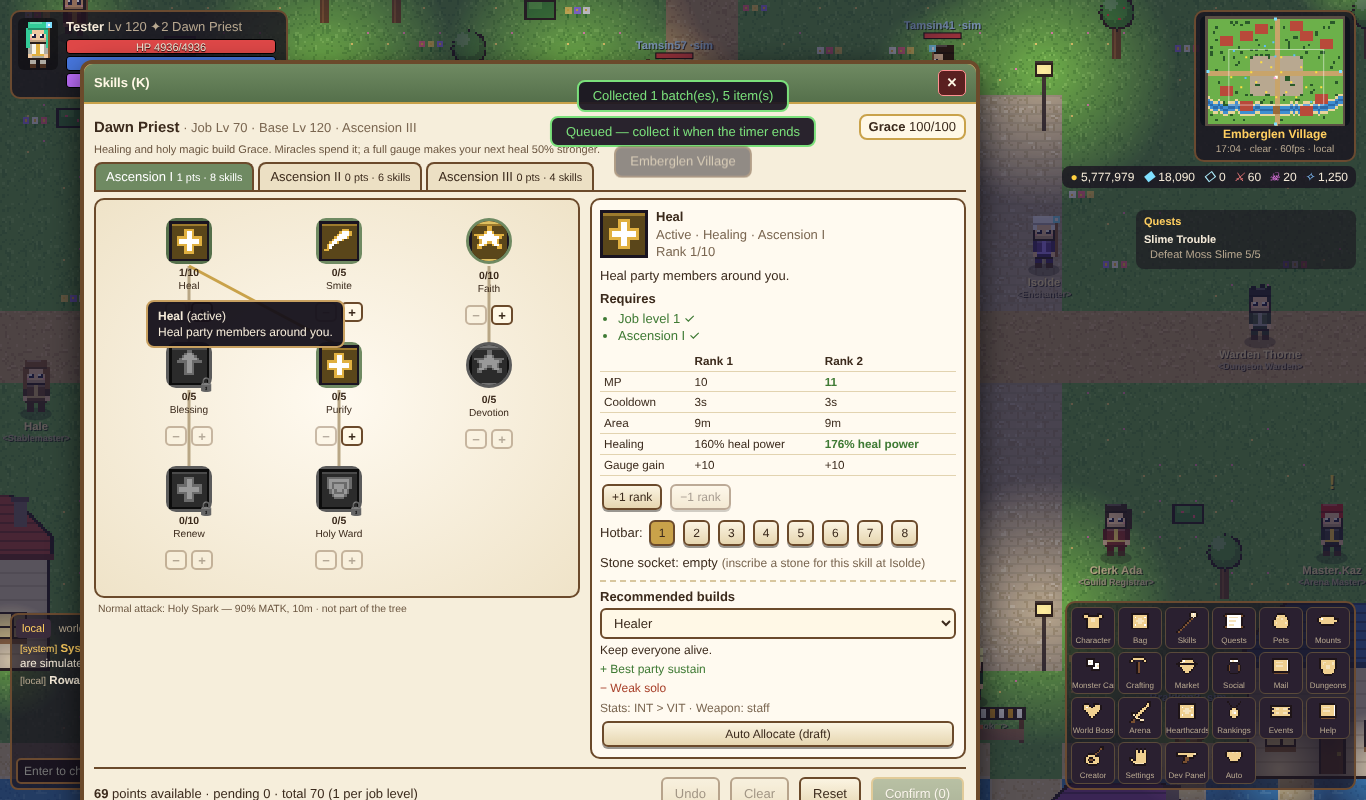 Tester Lv 120 ✦2 Dawn Priest
HP 4936/4936
Tamsin57 ·sim
Tamsin41 ·sim
Emberglen Village
17:04 · clear · 60fps · local
5,777,979 18,090 0 60 20 1,250
Quests
Slime Trouble
Defeat Moss Slime 5/5
Isolde
<Enchanter>
Warden Thorne
<Dungeon Warden>
Hale
<Stablemaster>
Clerk Ada
<Guild Registrar>
Master Kaz
<Arena Master
Skills (K)
×
Collected 1 batch(es), 5 item(s)
Queued — collect it when the timer ends
Emberglen Village
Dawn Priest · Job Lv 70 · Base Lv 120 · Ascension III
Grace 100/100
Healing and holy magic build Grace. Miracles spend it; a full gauge makes your next heal 50% stronger.
Ascension I 1 pts · 8 skills
Ascension II 0 pts · 6 skills
Ascension III 0 pts · 4 skills
1/10
Heal
0/5
Smite
0/10
Faith
− +
Heal (active)
Heal party members around you.
0/5
Blessing
0/5
Purify
0/5
Devotion
− +
− +
− +
0/10
Renew
0/5
Holy Ward
− +
− +
Normal attack: Holy Spark — 90% MATK, 10m · not part of the tree
Heal
Active · Healing · Ascension I
Rank 1/10
Heal party members around you.
Requires
• Job level 1 ✓
• Ascension I ✓
Rank 1 Rank 2
MP 10 11
Cooldown 3s 3s
Area 9m 9m
Healing 160% heal power 176% heal power
Gauge gain +10 +10
+1 rank −1 rank
Hotbar: 1 2 3 4 5 6 7 8
Stone socket: empty (inscribe a stone for this skill at Isolde)
Recommended builds
Healer
Keep everyone alive.
+ Best party sustain
− Weak solo
Stats: INT > VIT · Weapon: staff
Auto Allocate (draft)
69 points available · pending 0 · total 70 (1 per job level)
Undo Clear Reset Confirm (0)
local worl
[system] Sys
are simulate
[local] Rowa
Enter to ch
Character Bag Skills Quests Pets Mounts
Monster Ca Crafting Market Social Mail Dungeons
World Boss Arena Hearthcards Rankings Events Help
Creator Settings Dev Panel Auto